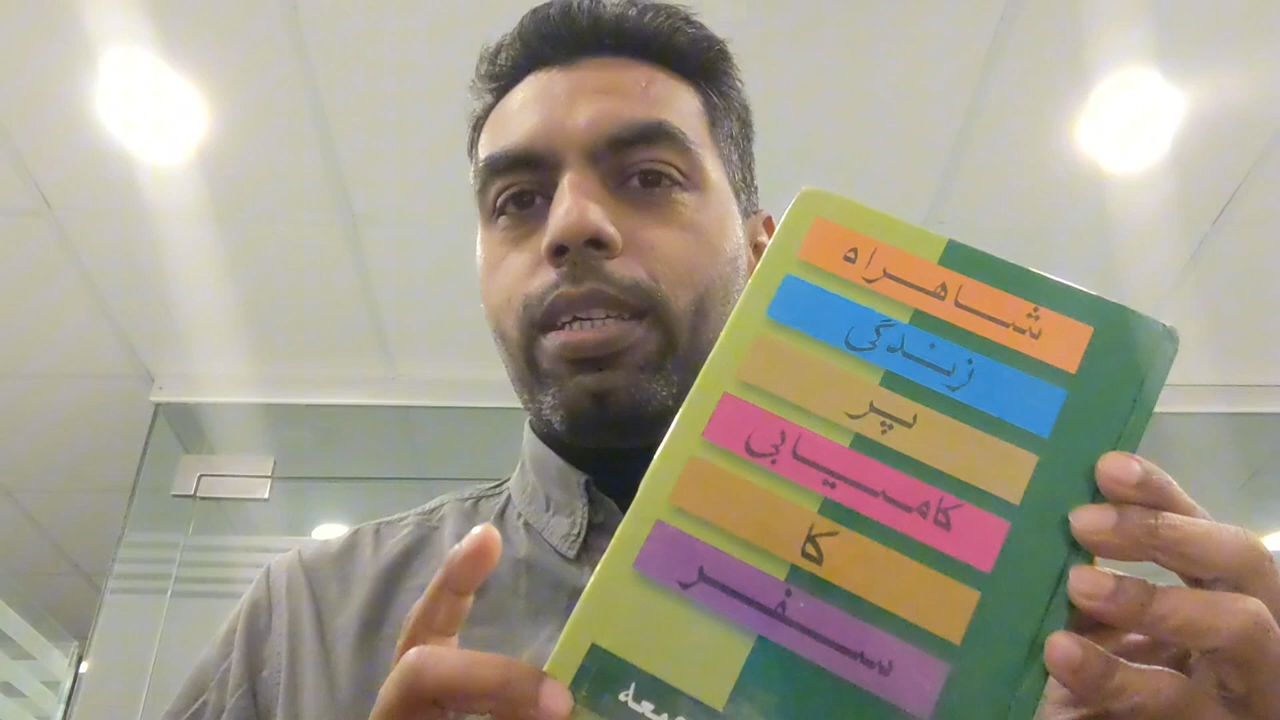 شاہراہ
زندگی
پر
کامیابی
کا
سفر